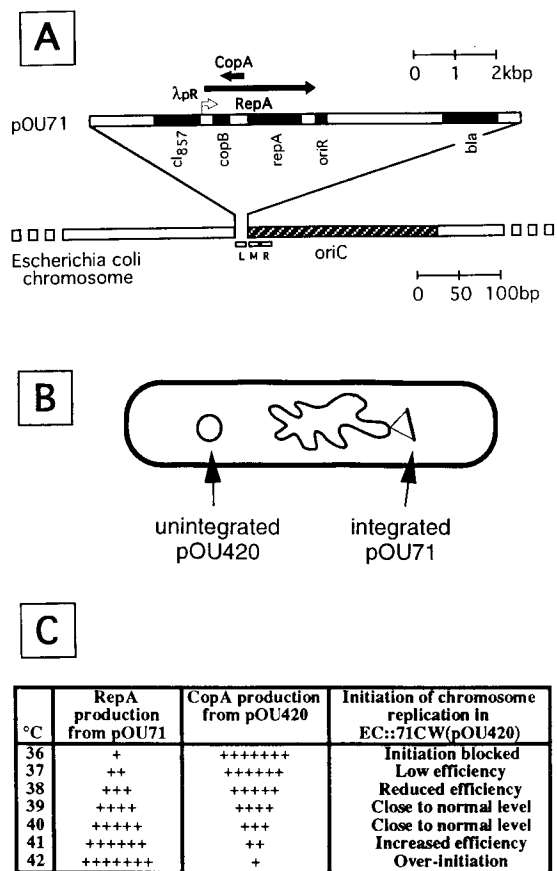 A
CopA
λpR
RepA
0 1 2kbp
pOU71
cI857
copB
repA
oriR
bla
Escherichia coli
chromosome
L M R
oriC
0 50 100bp
B
unintegrated
pOU420
integrated
pOU71
C
°C RepA production from pOU71 CopA production from pOU420 Initiation of chromosome replication in EC::71CW(pOU420)
36 + +++++++ Initiation blocked
37 ++ ++++++ Low efficiency
38 +++ +++++ Reduced efficiency
39 ++++ ++++ Close to normal level
40 +++++ +++ Close to normal level
41 ++++++ ++ Increased efficiency
42 +++++++ + Over-initiation